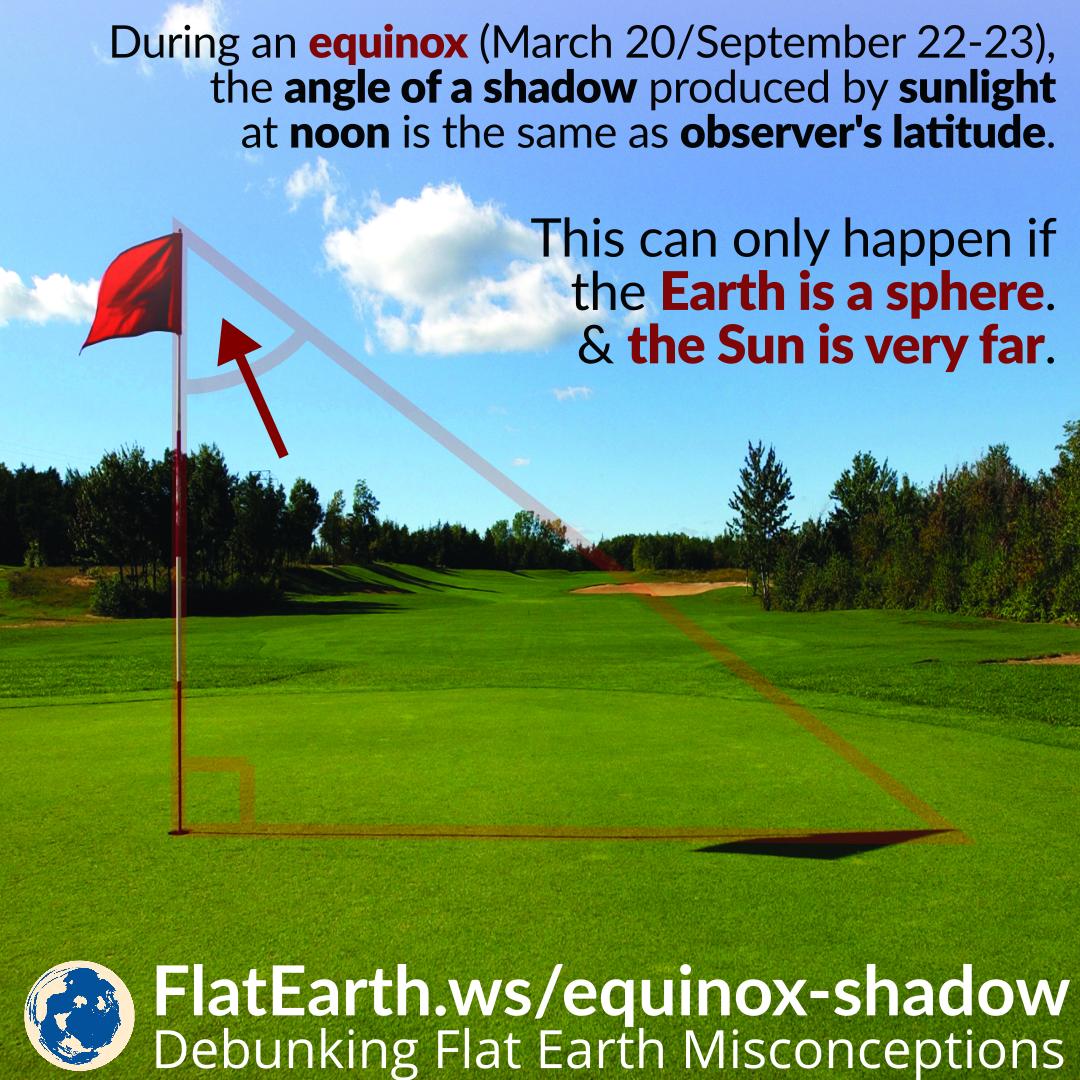 During an equinox (March 20/September 22-23),
the angle of a shadow produced by sunlight
at noon is the same as observer's latitude.
This can only happen if
the Earth is a sphere.
& the Sun is very far.
FlatEarth.ws/equinox-shadow
Debunking Flat Earth Misconceptions